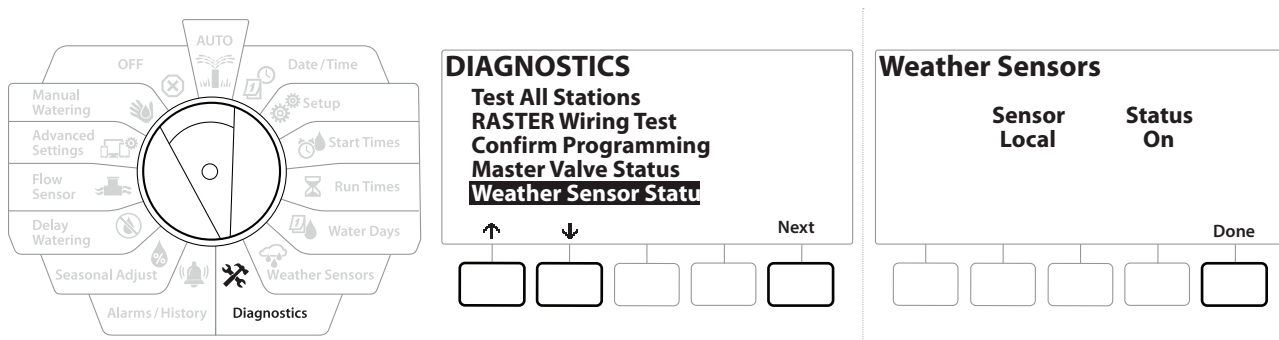 AUTO
OFF
Date / Time
Manual
Watering
Setup
Advanced
Settings
Start Times
Flow
Sensor
Run Times
Delay
Watering
Water Days
Seasonal Adjust
Weather Sensors
Alarms / History
Diagnostics
DIAGNOSTICS
Test All Stations
RASTER Wiring Test
Confirm Programming
Master Valve Status
Weather Sensor Statu
Next
Weather Sensors
Sensor Status
Local On
Done